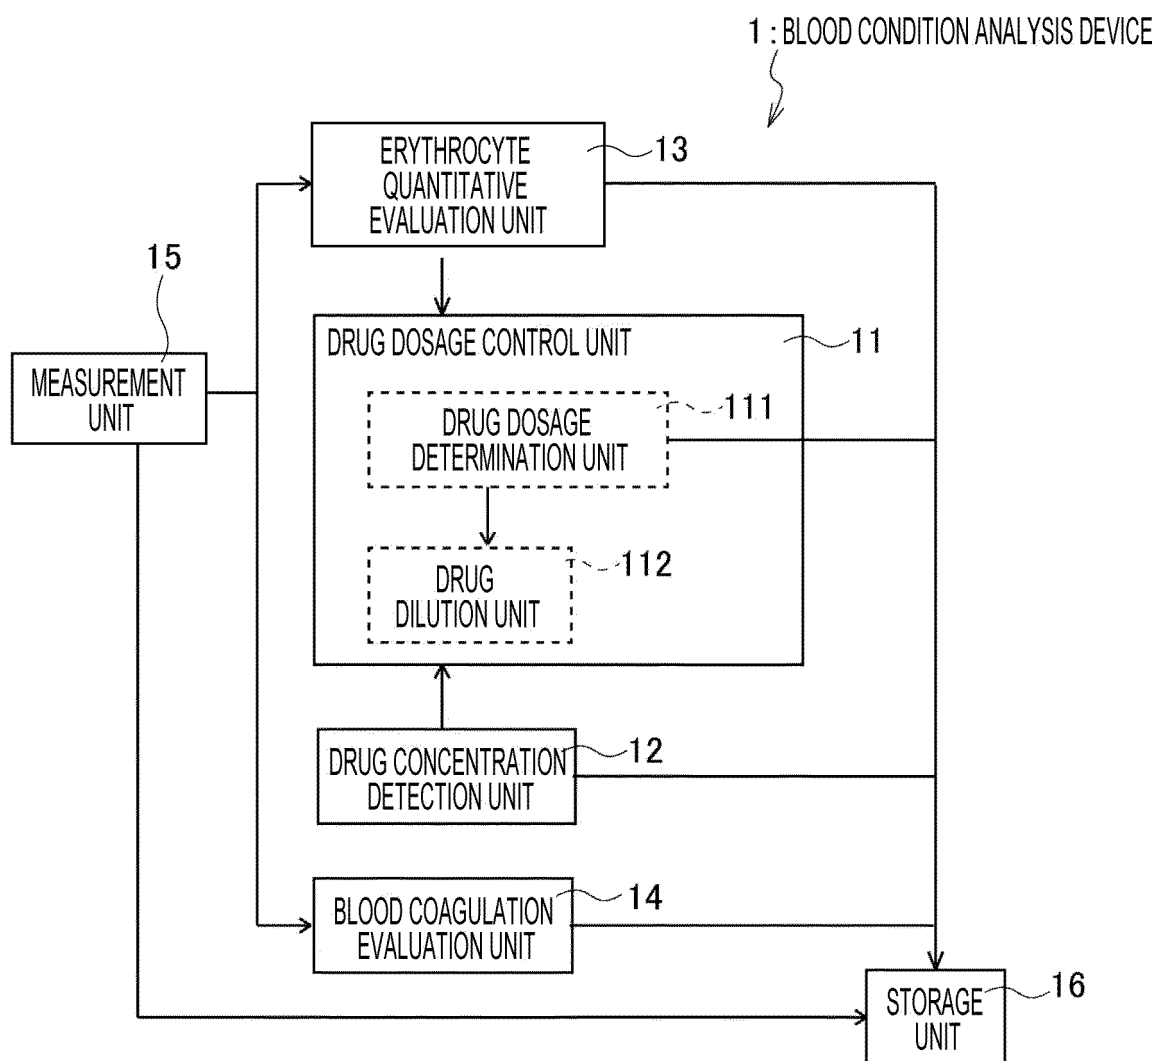 1 : BLOOD CONDITION ANALYSIS DEVICE
ERYTHROCYTE
QUANTITATIVE
EVALUATION UNIT
13
15
MEASUREMENT
UNIT
DRUG DOSAGE CONTROL UNIT
11
DRUG DOSAGE
DETERMINATION UNIT
111
DRUG
DILUTION UNIT
112
DRUG CONCENTRATION
DETECTION UNIT
12
BLOOD COAGULATION
EVALUATION UNIT
14
STORAGE
UNIT
16